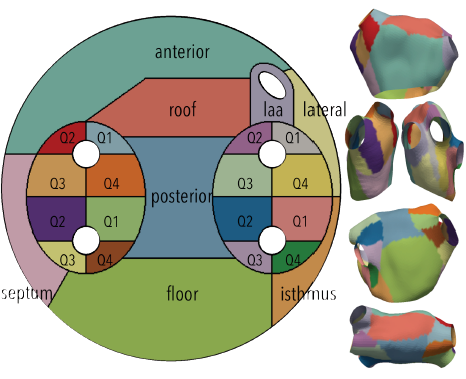 anterior
roof
laa
lateral
Q2 Q1
Q2 Q1
Q3 Q4
Q3 Q4
posterior
Q2 Q1
Q2 Q1
Q3 Q4
Q3 Q4
septum
floor
isthmus